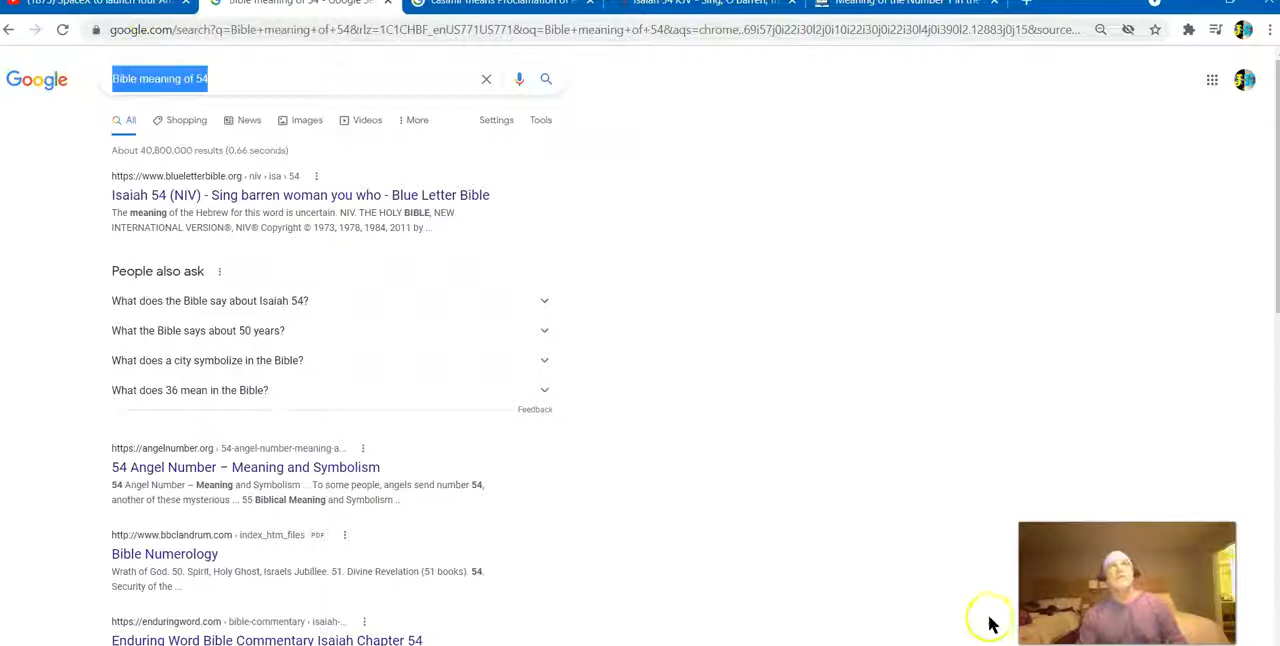 (1875) SpaceX to launch four Am
Bible meaning of 54 - Google Se
casimir means Proclamation of P
Isaiah 54 KJV - Sing, O barren, th
Meaning of the Number 1 in the
google.com/search?q=Bible+meaning+of+54&rlz=1C1CHBF_enUS771US771&oq=Bible+meaning+of+54&aqs=chrome..69i57j0i22i30l2j0i10i22i30j0i22i30l4j0i390l2.12883j0j15&source...
Google
Bible meaning of 54
All
Shopping
News
Images
Videos
More
Settings
Tools
About 40,800,000 results (0.66 seconds)
https://www.blueletterbible.org › niv › isa › 54
Isaiah 54 (NIV) - Sing barren woman you who - Blue Letter Bible
The meaning of the Hebrew for this word is uncertain. NIV. THE HOLY BIBLE, NEW
INTERNATIONAL VERSION®, NIV® Copyright © 1973, 1978, 1984, 2011 by ...
People also ask
What does the Bible say about Isaiah 54?
What the Bible says about 50 years?
What does a city symbolize in the Bible?
What does 36 mean in the Bible?
Feedback
https://angelnumber.org › 54-angel-number-meaning-a...
54 Angel Number – Meaning and Symbolism
54 Angel Number – Meaning and Symbolism ... To some people, angels send number 54,
another of these mysterious ... 55 Biblical Meaning and Symbolism ..
http://www.bbclandrum.com › index_htm_files PDF
Bible Numerology
Wrath of God. 50. Spirit, Holy Ghost, Israels Jubillee. 51. Divine Revelation (51 books). 54.
Security of the ...
https://enduringword.com › bible-commentary › isaiah-...
Enduring Word Bible Commentary Isaiah Chapter 54